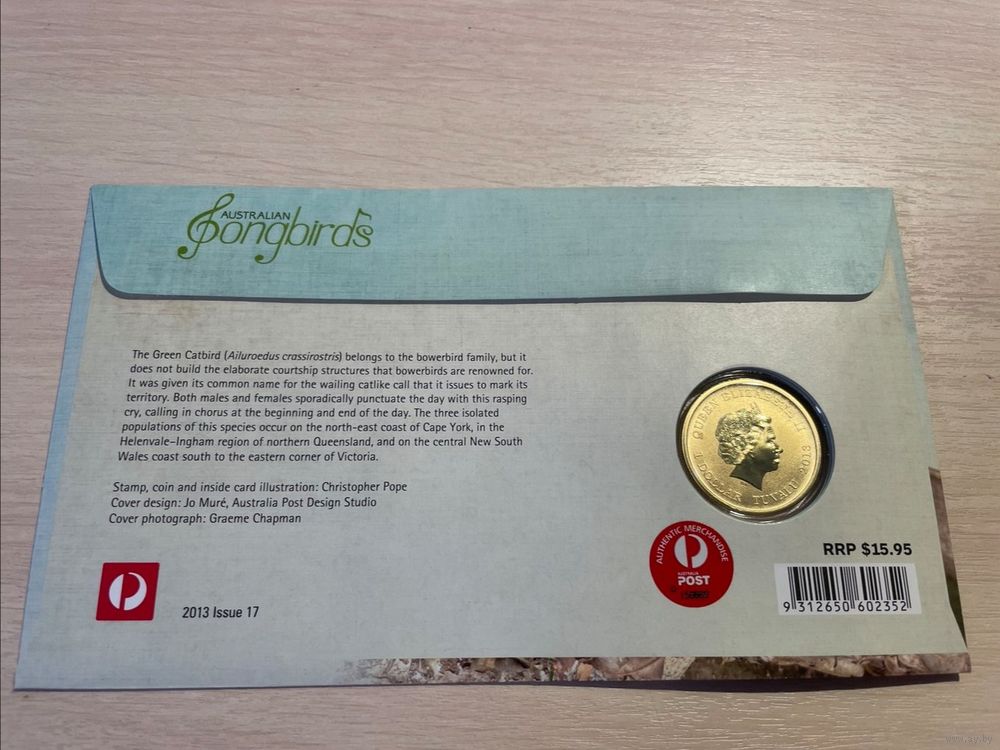 AUSTRALIAN
Songbirds
The Green Catbird (Ailuroedus crassirostris) belongs to the bowerbird family, but it
does not build the elaborate courtship structures that bowerbirds are renowned for.
It was given its common name for the wailing catlike call that it issues to mark its
territory. Both males and females sporadically punctuate the day with this rasping
cry, calling in chorus at the beginning and end of the day. The three isolated
populations of this species occur on the north-east coast of Cape York, in the
Helenvale–Ingham region of northern Queensland, and on the central New South
Wales coast south to the eastern corner of Victoria.
Stamp, coin and inside card illustration: Christopher Pope
Cover design: Jo Muré, Australia Post Design Studio
Cover photograph: Graeme Chapman
2013 Issue 17
QUEEN ELIZABETH II
1 DOLLAR TUVALU 2013
AUTHENTIC MERCHANDISE
AUSTRALIA
POST
RRP $15.95
9 312650 602352
www.ay.by